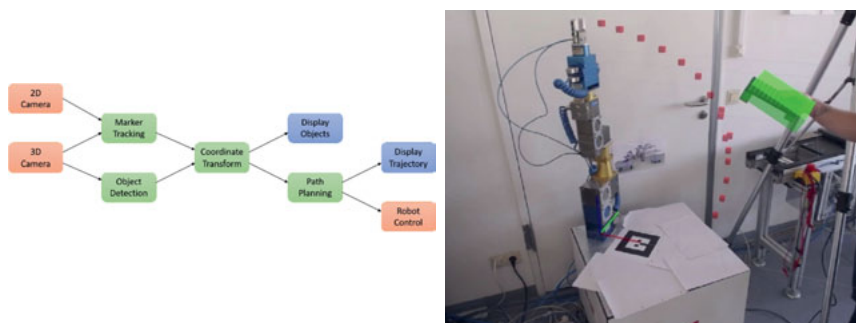 2D
Camera
3D
Camera
Marker
Tracking
Object
Detection
Coordinate
Transform
Display
Objects
Path
Planning
Display
Trajectory
Robot
Control